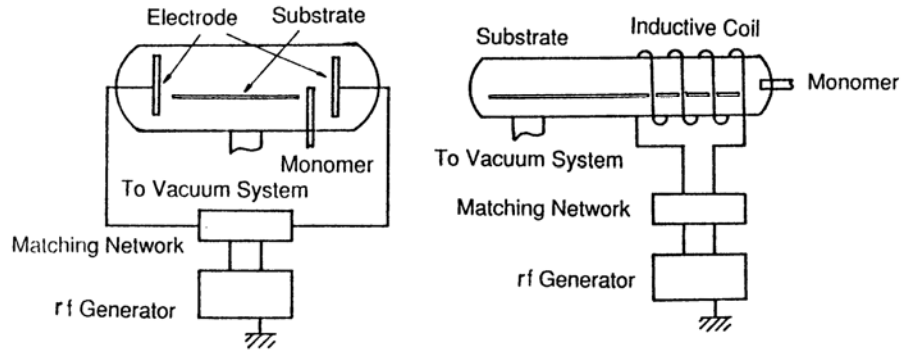 Electrode
Substrate
Monomer
To Vacuum System
Matching Network
rf Generator
Substrate
Inductive Coil
Monomer
To Vacuum System
Matching Network
rf Generator